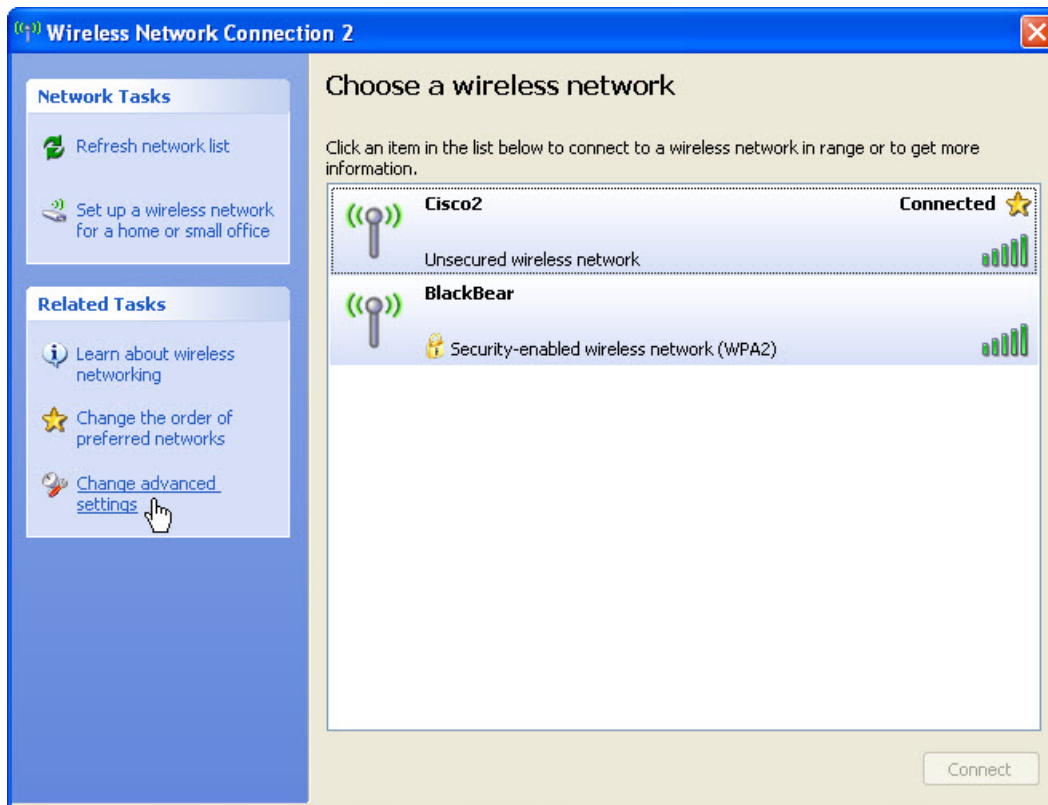 Wireless Network Connection 2
Network Tasks
Refresh network list
Set up a wireless network
for a home or small office
Related Tasks
Learn about wireless
networking
Change the order of
preferred networks
Change advanced
settings
Choose a wireless network
Click an item in the list below to connect to a wireless network in range or to get more
information.
Cisco2 Connected
Unsecured wireless network
BlackBear
Security-enabled wireless network (WPA2)
Connect